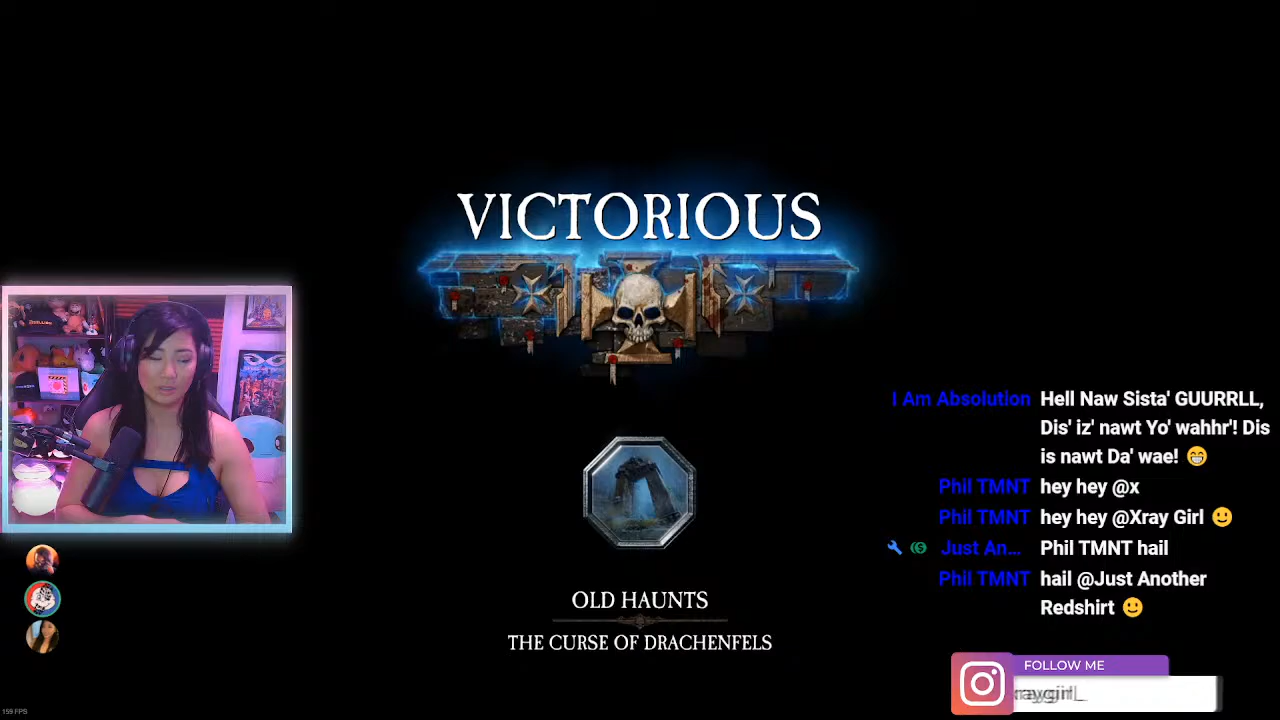 VICTORIOUS
OLD HAUNTS
THE CURSE OF DRACHENFELS
I Am Absolution Hell Naw Sista' GUURRLL,
Dis' iz' nawt Yo' wahhr'! Dis
is nawt Da' wae! 😁
Phil TMNT hey hey @x
Phil TMNT hey hey @Xray Girl 🙂
Just An... Phil TMNT hail
Phil TMNT hail @Just Another
Redshirt 🙂
FOLLOW ME
159 FPS